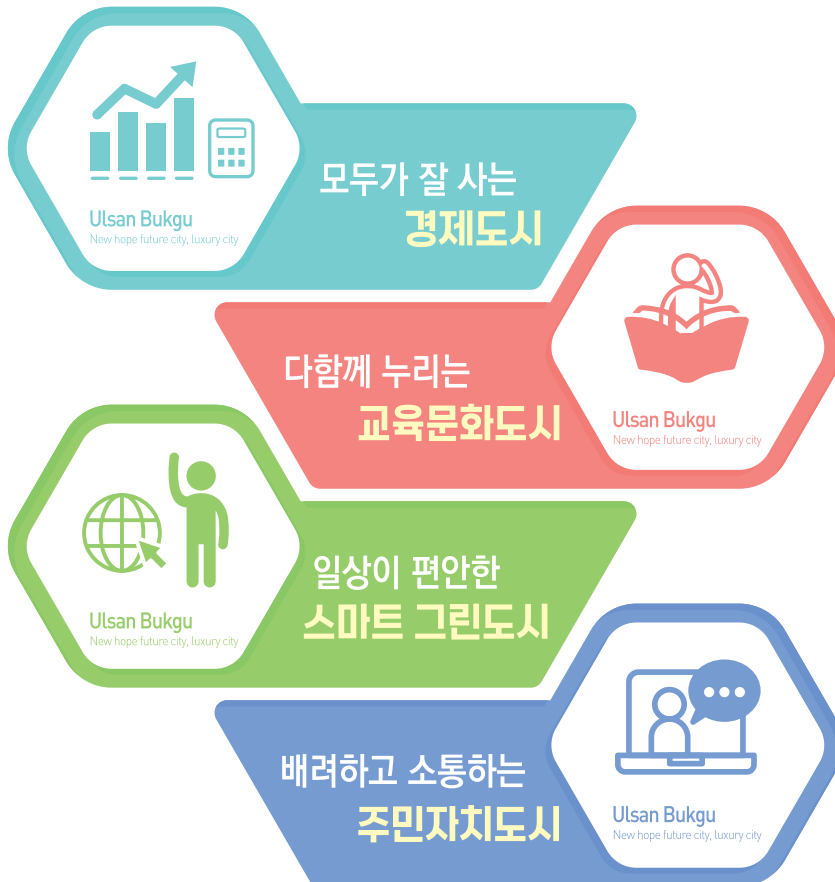 Ulsan Bukgu
New hope future city, luxury city
모두가 잘 사는
경제도시
다함께 누리는
교육문화도시
Ulsan Bukgu
New hope future city, luxury city
Ulsan Bukgu
New hope future city, luxury city
일상이 편안한
스마트 그린도시
배려하고 소통하는
주민자치도시
Ulsan Bukgu
New hope future city, luxury city